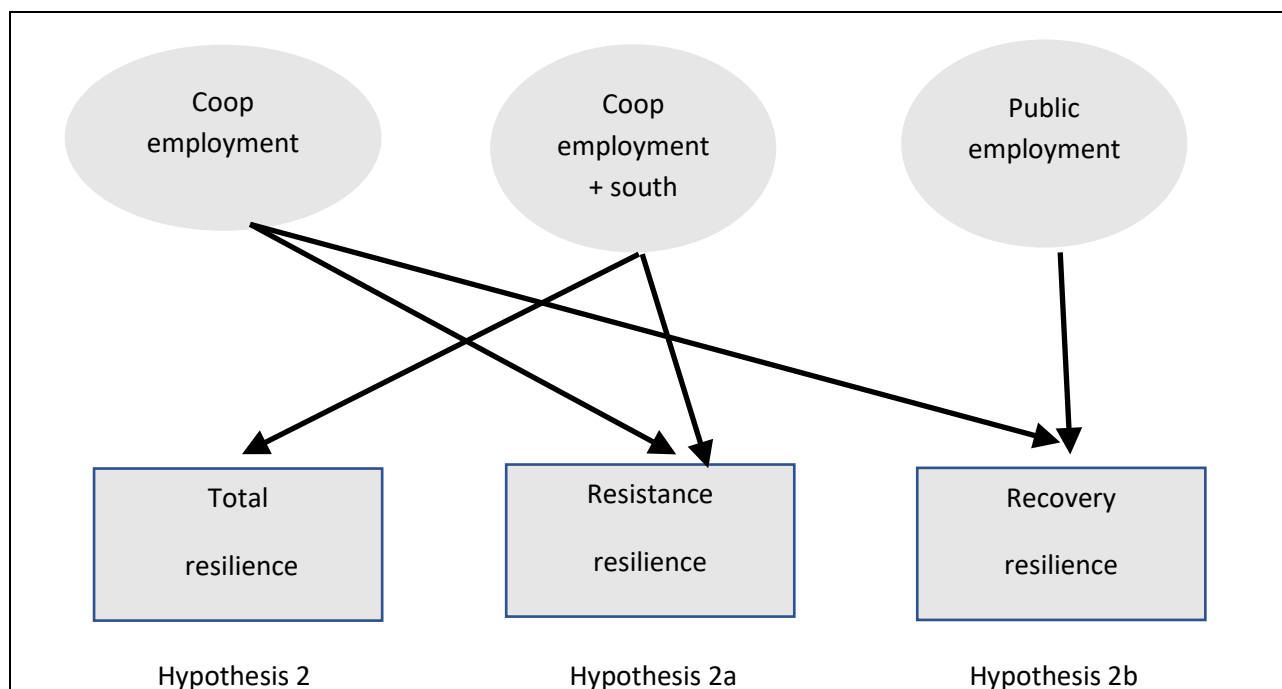 Coop
employment
Coop
employment
+ south
Public
employment
Total
resilience
Resistance
resilience
Recovery
resilience
Hypothesis 2
Hypothesis 2a
Hypothesis 2b